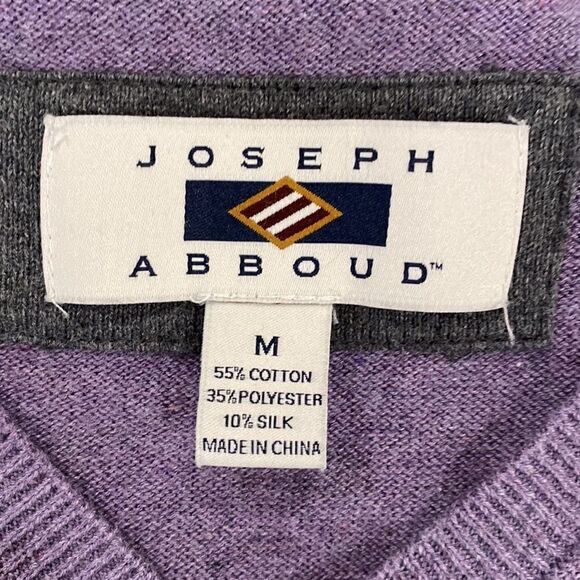 JOSEPH
ABBOUD™
M
55% COTTON
35% POLYESTER
10% SILK
MADE IN CHINA